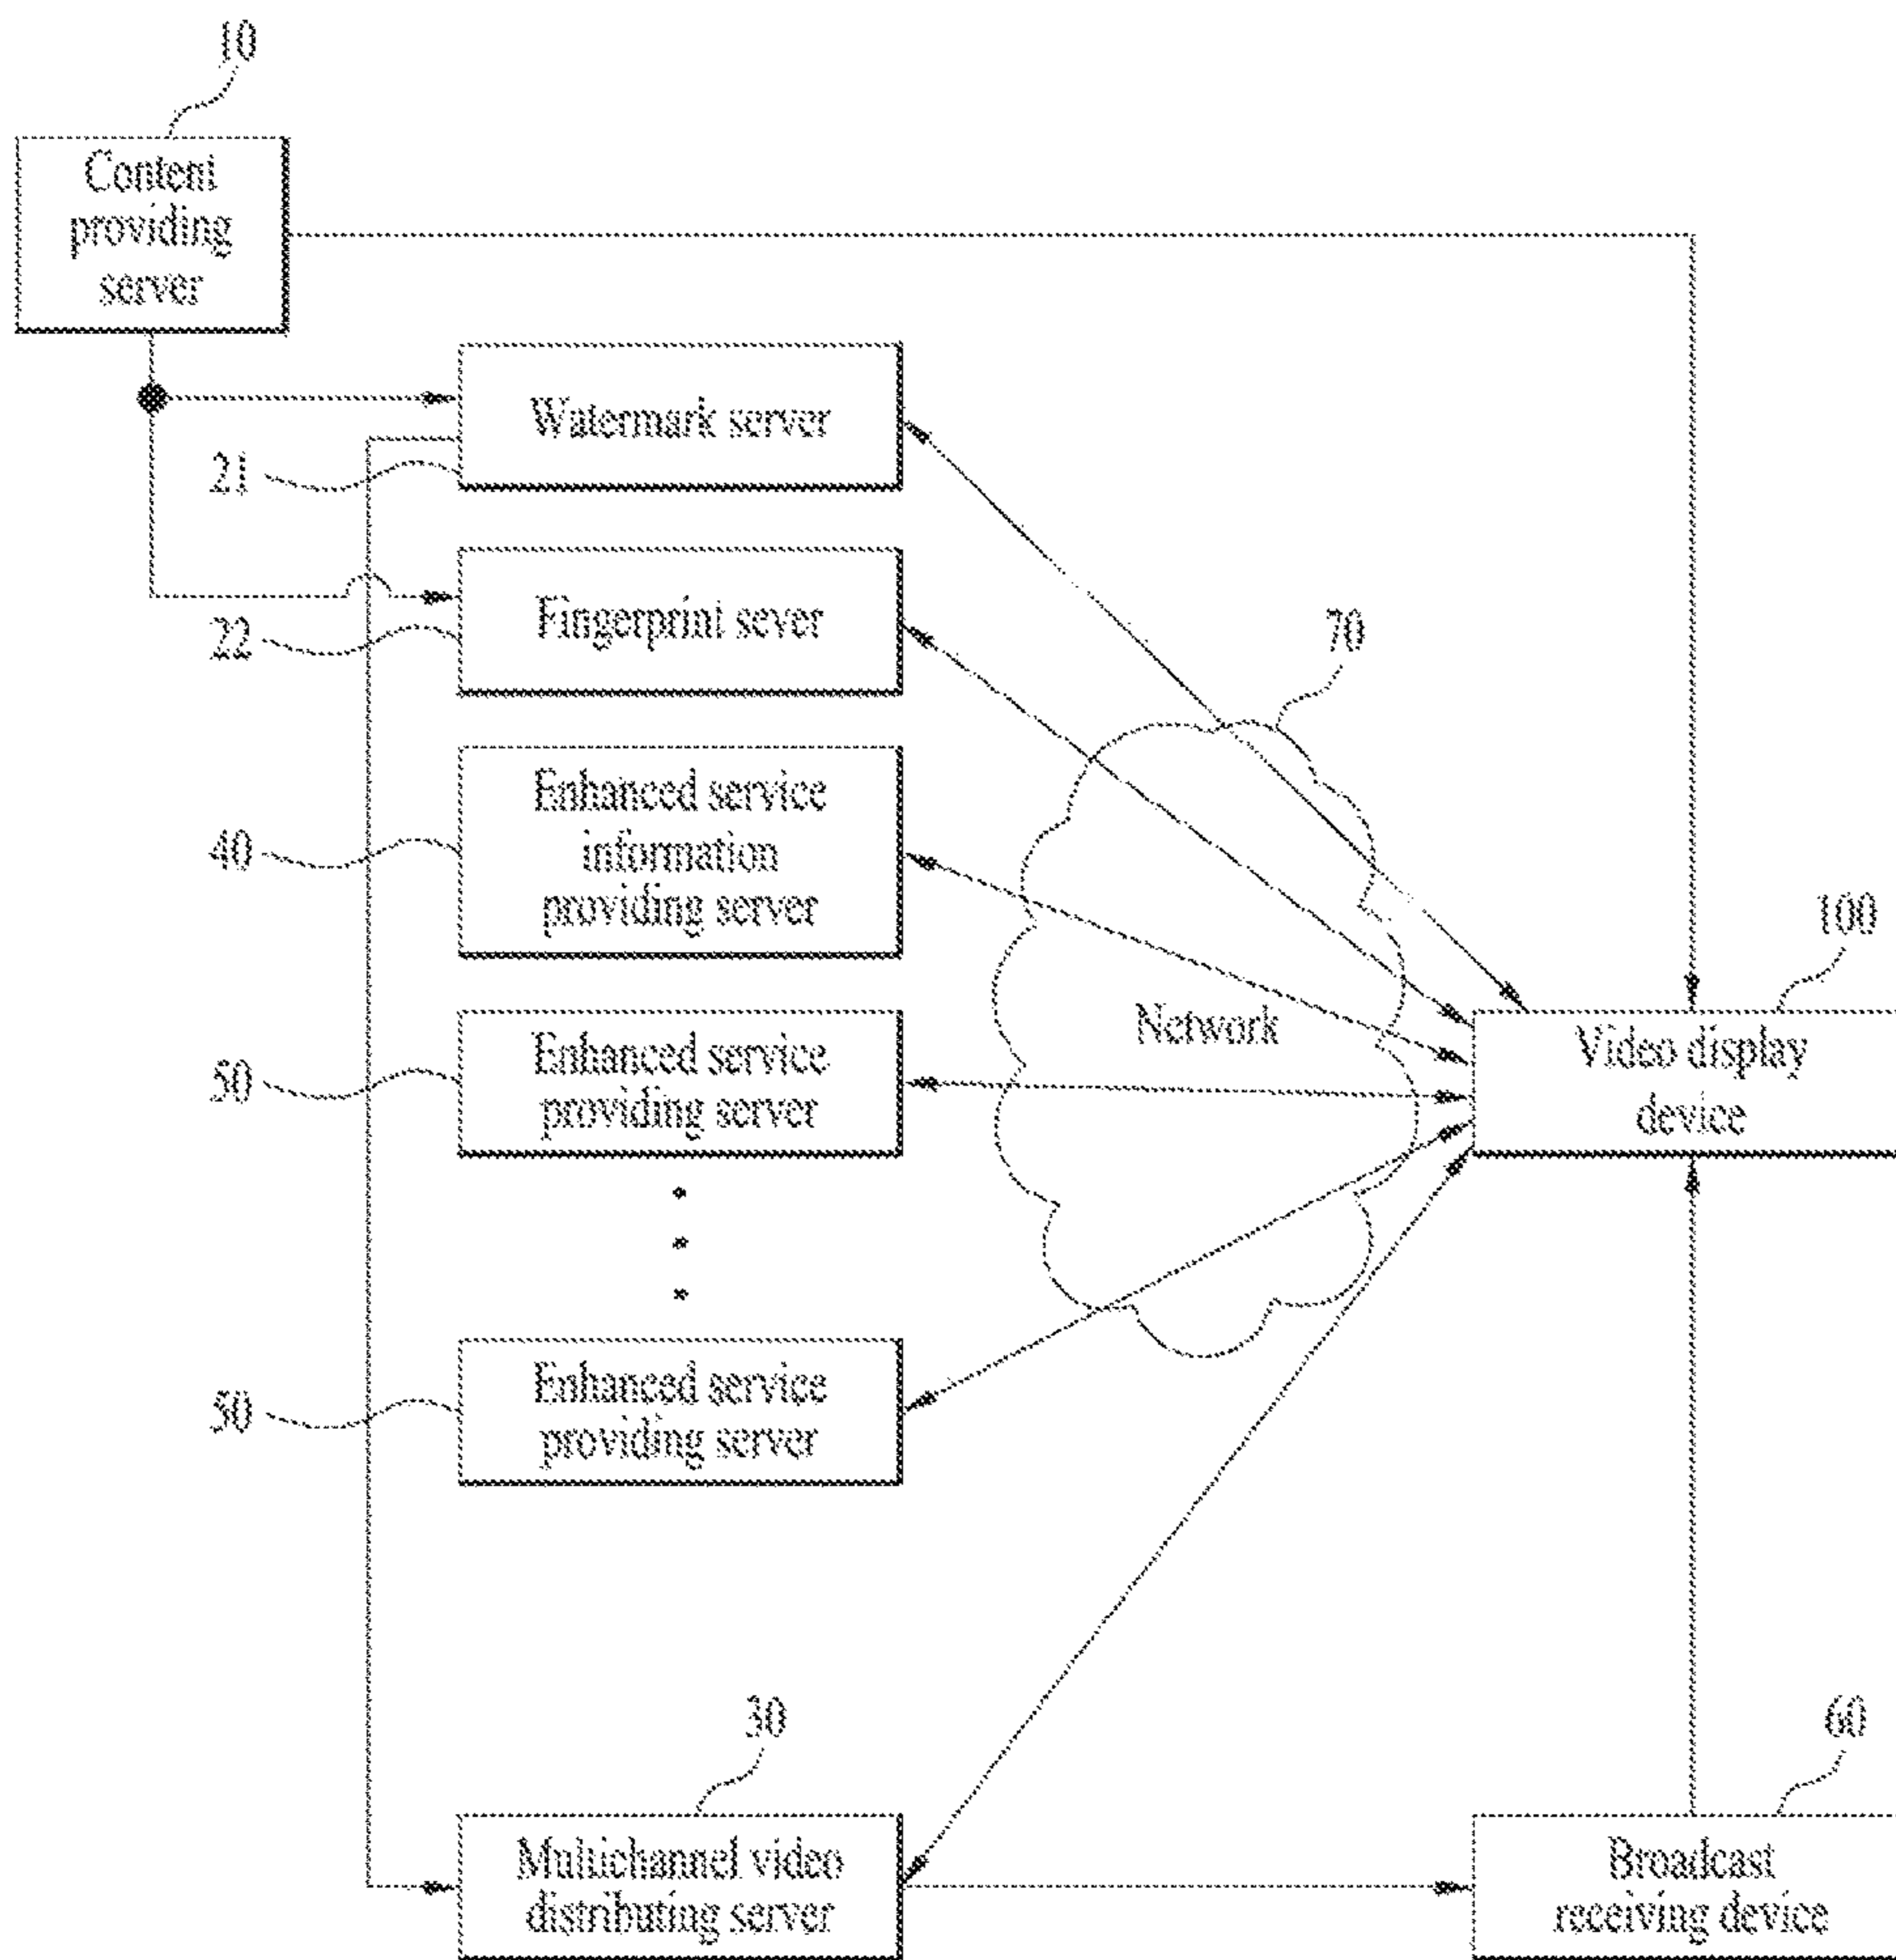 10
Content
providing
server
Watermark server
21
Fingerprint sever
22
70
Enhanced service
information
providing server
40
100
Network
Video display
device
Enhanced service
providing server
50
Enhanced service
providing server
50
30
60
Multichannel video
distributing server
Broadcast
receiving device